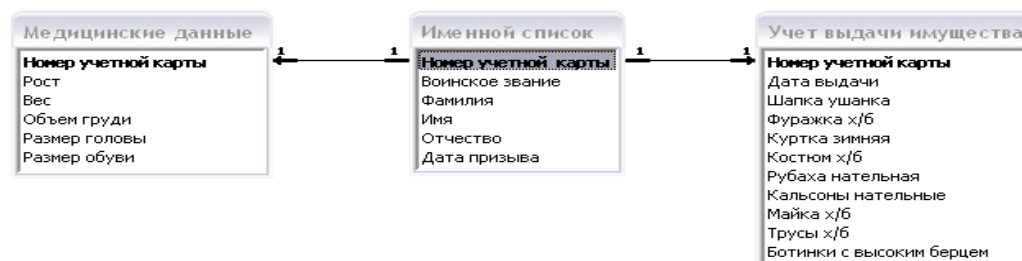 Медицинские данные
Номер учетной карты
Рост
Вес
Объем груди
Размер головы
Размер обуви
1 1
Именной список
Номер учетной карты
Воинское звание
Фамилия
Имя
Отчество
Дата призыва
1 1
Учет выдачи имущества
Номер учетной карты
Дата выдачи
Шапка ушанка
Фуражка х/б
Куртка зимняя
Костюм х/б
Рубаха нательная
Кальсоны нательные
Майка х/б
Трусы х/б
Ботинки с высоким берцем